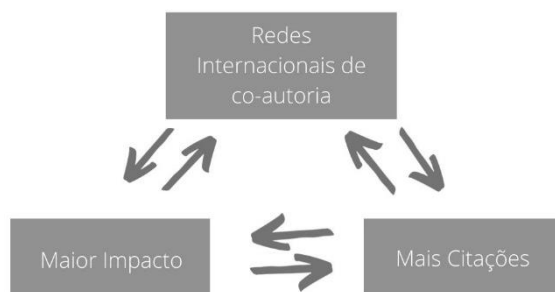 Redes
Internacionais de
co-autoria
Maior Impacto
Mais Citações